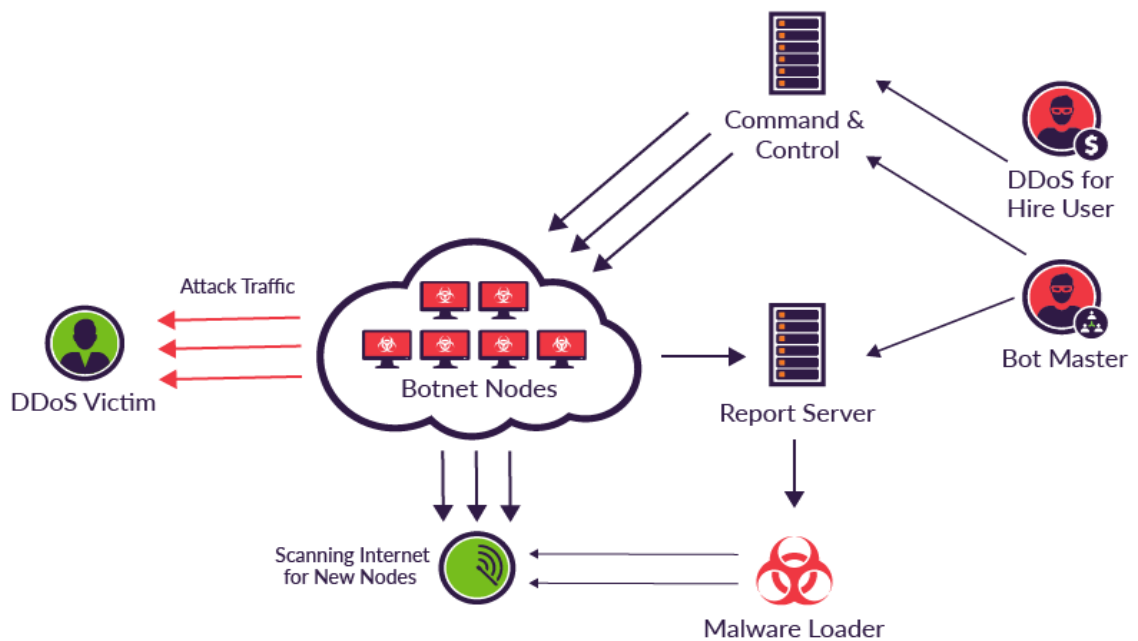 Command &
Control
DDoS for
Hire User
Attack Traffic
Bot Master
DDoS Victim
Botnet Nodes
Report Server
Scanning Internet
for New Nodes
Malware Loader
$